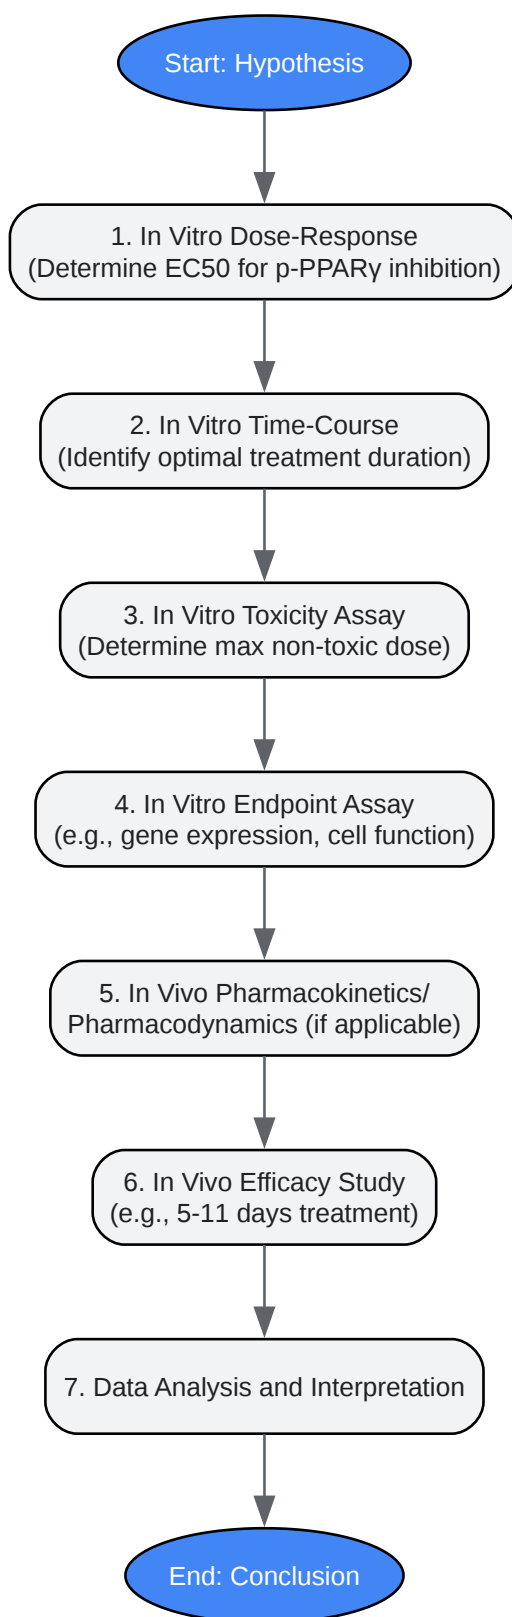 Start: Hypothesis
1. In Vitro Dose-Response
(Determine EC50 for p-PPARγ inhibition)
2. In Vitro Time-Course
(Identify optimal treatment duration)
3. In Vitro Toxicity Assay
(Determine max non-toxic dose)
4. In Vitro Endpoint Assay
(e.g., gene expression, cell function)
5. In Vivo Pharmacokinetics/
Pharmacodynamics (if applicable)
6. In Vivo Efficacy Study
(e.g., 5-11 days treatment)
7. Data Analysis and Interpretation
End: Conclusion